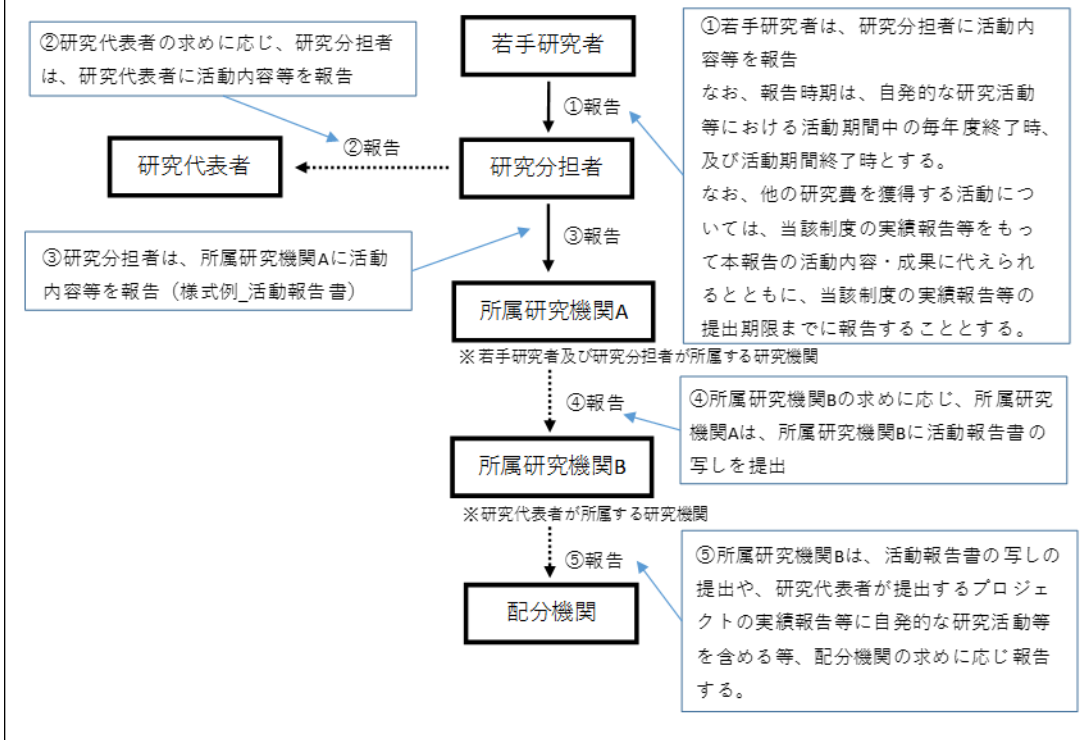 ②研究代表者の求めに応じ、研究分担者
は、研究代表者に活動内容等を報告
若手研究者
①若手研究者は、研究分担者に活動内
容等を報告
なお、報告時期は、自発的な研究活動
等における活動期間中の毎年度終了時、
及び活動期間終了時とする。
なお、他の研究費を獲得する活動につ
いては、当該制度の実績報告等をもっ
て本報告の活動内容・成果に代えられ
るとともに、当該制度の実績報告等の
提出期限までに報告することとする。
①報告
②報告
研究代表者
研究分担者
③報告
③研究分担者は、所属研究機関Aに活動
内容等を報告（様式例_活動報告書）
所属研究機関A
※若手研究者及び研究分担者が所属する研究機関
④報告
④所属研究機関Bの求めに応じ、所属研究
機関Aは、所属研究機関Bに活動報告書の
写しを提出
所属研究機関B
※研究代表者が所属する研究機関
⑤報告
⑤所属研究機関Bは、活動報告書の写しの
提出や、研究代表者が提出するプロジェ
クトの実績報告等に自発的な研究活動等
を含める等、配分機関の求めに応じ報告
する。
配分機関